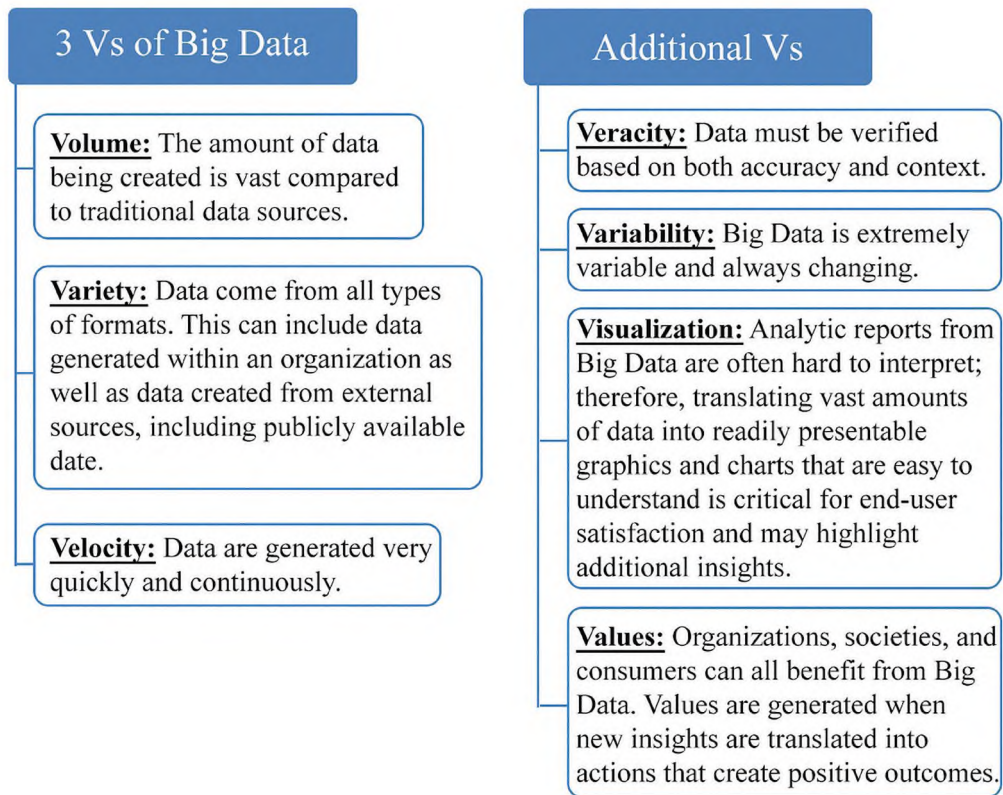 3 Vs of Big Data
Volume: The amount of data
being created is vast compared
to traditional data sources.
Variety: Data come from all types
of formats. This can include data
generated within an organization as
well as data created from external
sources, including publicly available
date.
Velocity: Data are generated very
quickly and continuously.
Additional Vs
Veracity: Data must be verified
based on both accuracy and context.
Variability: Big Data is extremely
variable and always changing.
Visualization: Analytic reports from
Big Data are often hard to interpret;
therefore, translating vast amounts
of data into readily presentable
graphics and charts that are easy to
understand is critical for end-user
satisfaction and may highlight
additional insights.
Values: Organizations, societies, and
consumers can all benefit from Big
Data. Values are generated when
new insights are translated into
actions that create positive outcomes.